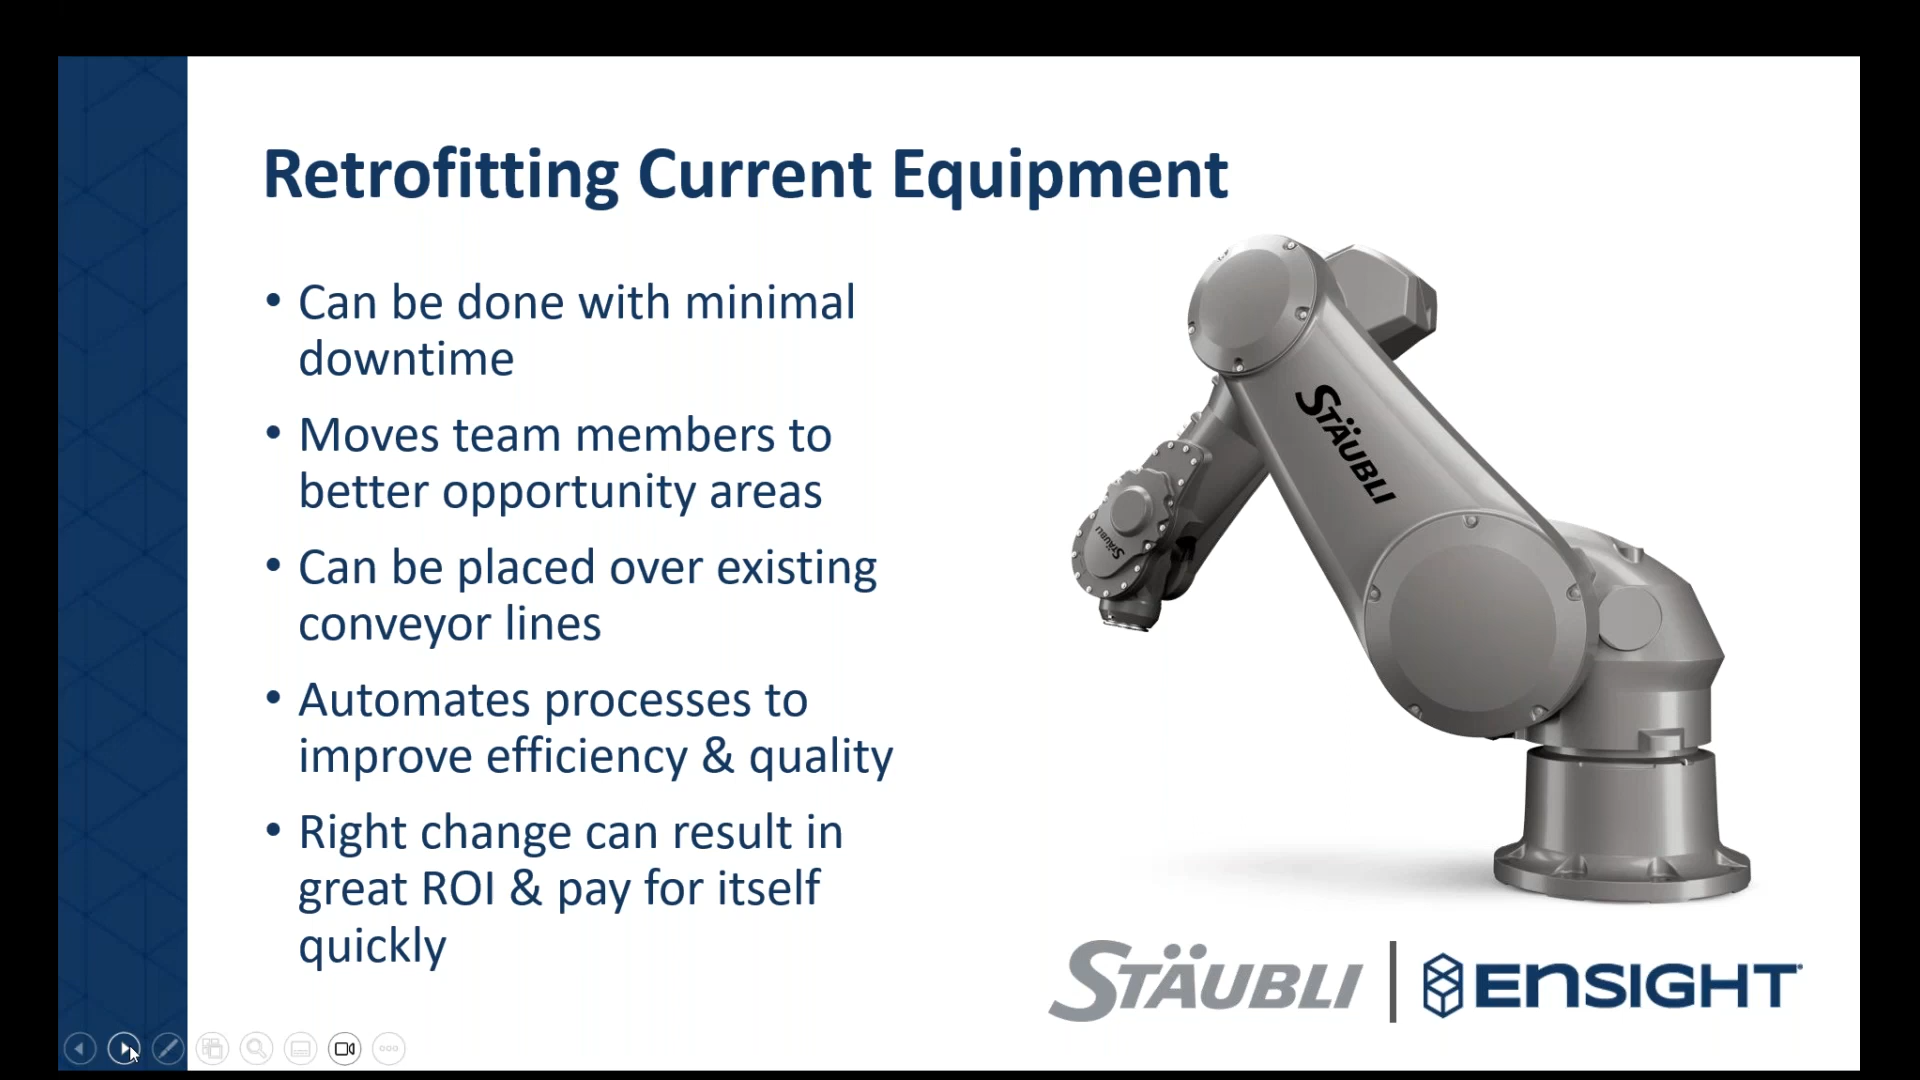 Retrofitting Current Equipment
• Can be done with minimal
downtime
• Moves team members to
better opportunity areas
• Can be placed over existing
conveyor lines
• Automates processes to
improve efficiency & quality
• Right change can result in
great ROI & pay for itself
quickly
STÄUBLI
STÄUBLI
STÄUBLI | ENSIGHT